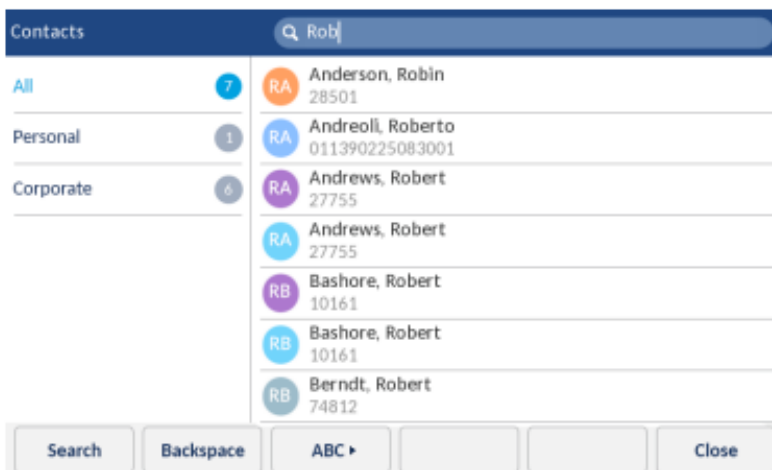 Contacts
Rob
All 7
Personal 1
Corporate 6
RA Anderson, Robin
28501
RA Andreoli, Roberto
011390225083001
RA Andrews, Robert
27755
RA Andrews, Robert
27755
RB Bashore, Robert
10161
RB Bashore, Robert
10161
RB Berndt, Robert
74812
Search Backspace ABC▸ Close